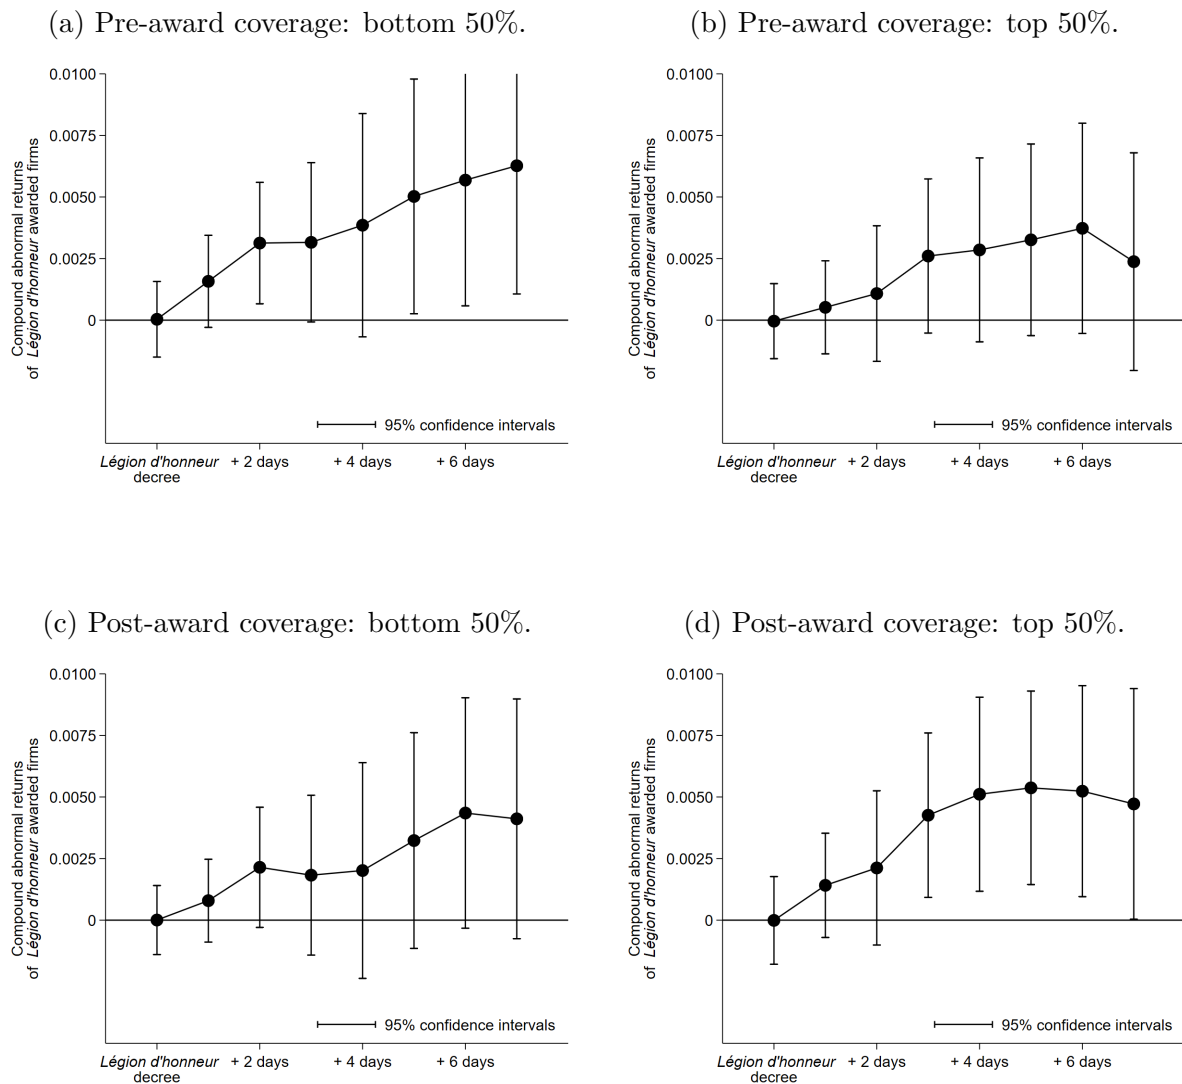 (a) Pre-award coverage: bottom 50%.
0.0100
0.0075
0.0050
0.0025
0
Compound abnormal returns
of Légion d'honneur awarded firms
95% confidence intervals
Légion d'honneur
decree
+ 2 days
+ 4 days
+ 6 days
(b) Pre-award coverage: top 50%.
0.0100
0.0075
0.0050
0.0025
0
Compound abnormal returns
of Légion d'honneur awarded firms
95% confidence intervals
Légion d'honneur
decree
+ 2 days
+ 4 days
+ 6 days
(c) Post-award coverage: bottom 50%.
0.0100
0.0075
0.0050
0.0025
0
Compound abnormal returns
of Légion d'honneur awarded firms
95% confidence intervals
Légion d'honneur
decree
+ 2 days
+ 4 days
+ 6 days
(d) Post-award coverage: top 50%.
0.0100
0.0075
0.0050
0.0025
0
Compound abnormal returns
of Légion d'honneur awarded firms
95% confidence intervals
Légion d'honneur
decree
+ 2 days
+ 4 days
+ 6 days